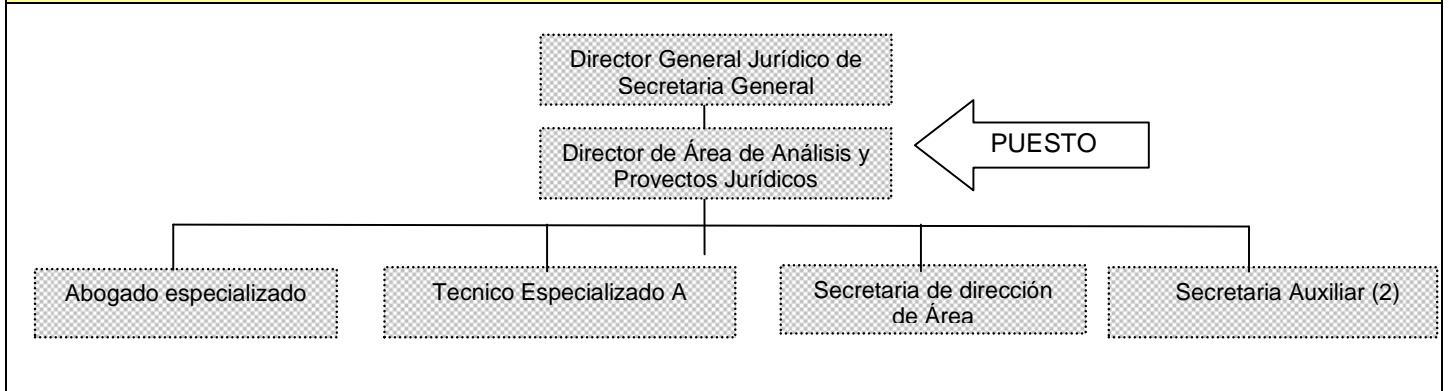 Director General Jurídico de
Secretaria General
Director de Área de Análisis y
Proyectos Jurídicos
PUESTO
Abogado especializado
Tecnico Especializado A
Secretaria de dirección
de Área
Secretaria Auxiliar (2)